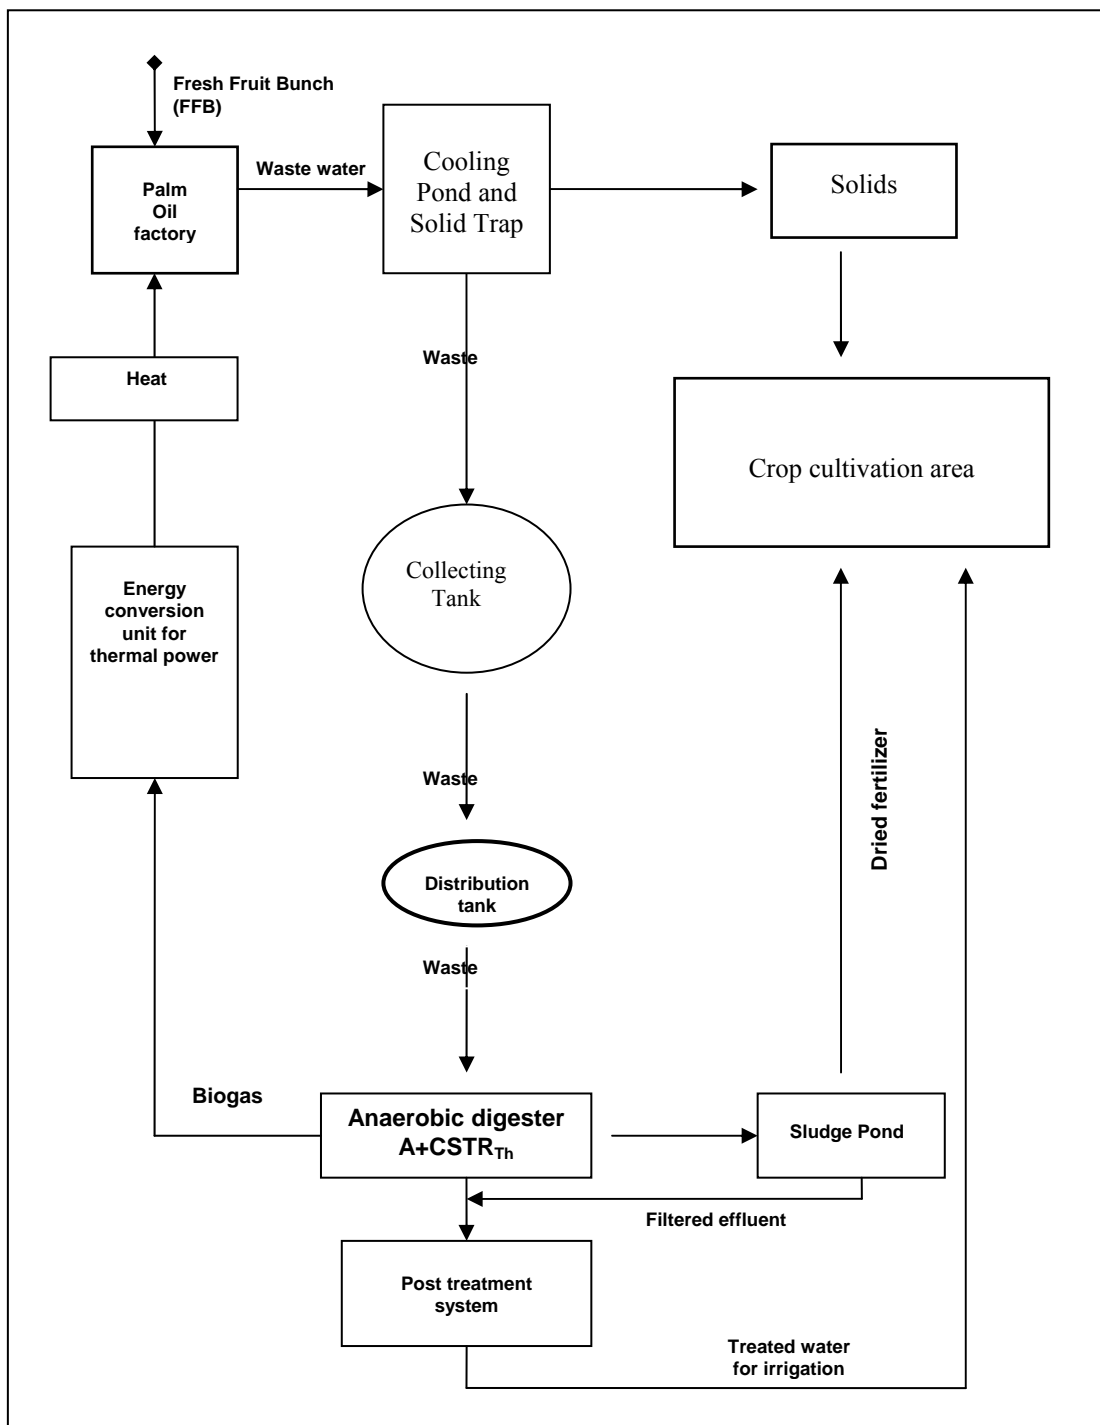 Fresh Fruit Bunch
(FFB)
Palm
Oil
factory
Waste water
Cooling
Pond and
Solid Trap
Solids
Heat
Waste
Crop cultivation area
Collecting
Tank
Energy
conversion
unit for
thermal power
Waste
Dried fertilizer
Distribution
tank
Waste
Biogas
Anaerobic digester
A+CSTRTh
Sludge Pond
Filtered effluent
Post treatment
system
Treated water
for irrigation